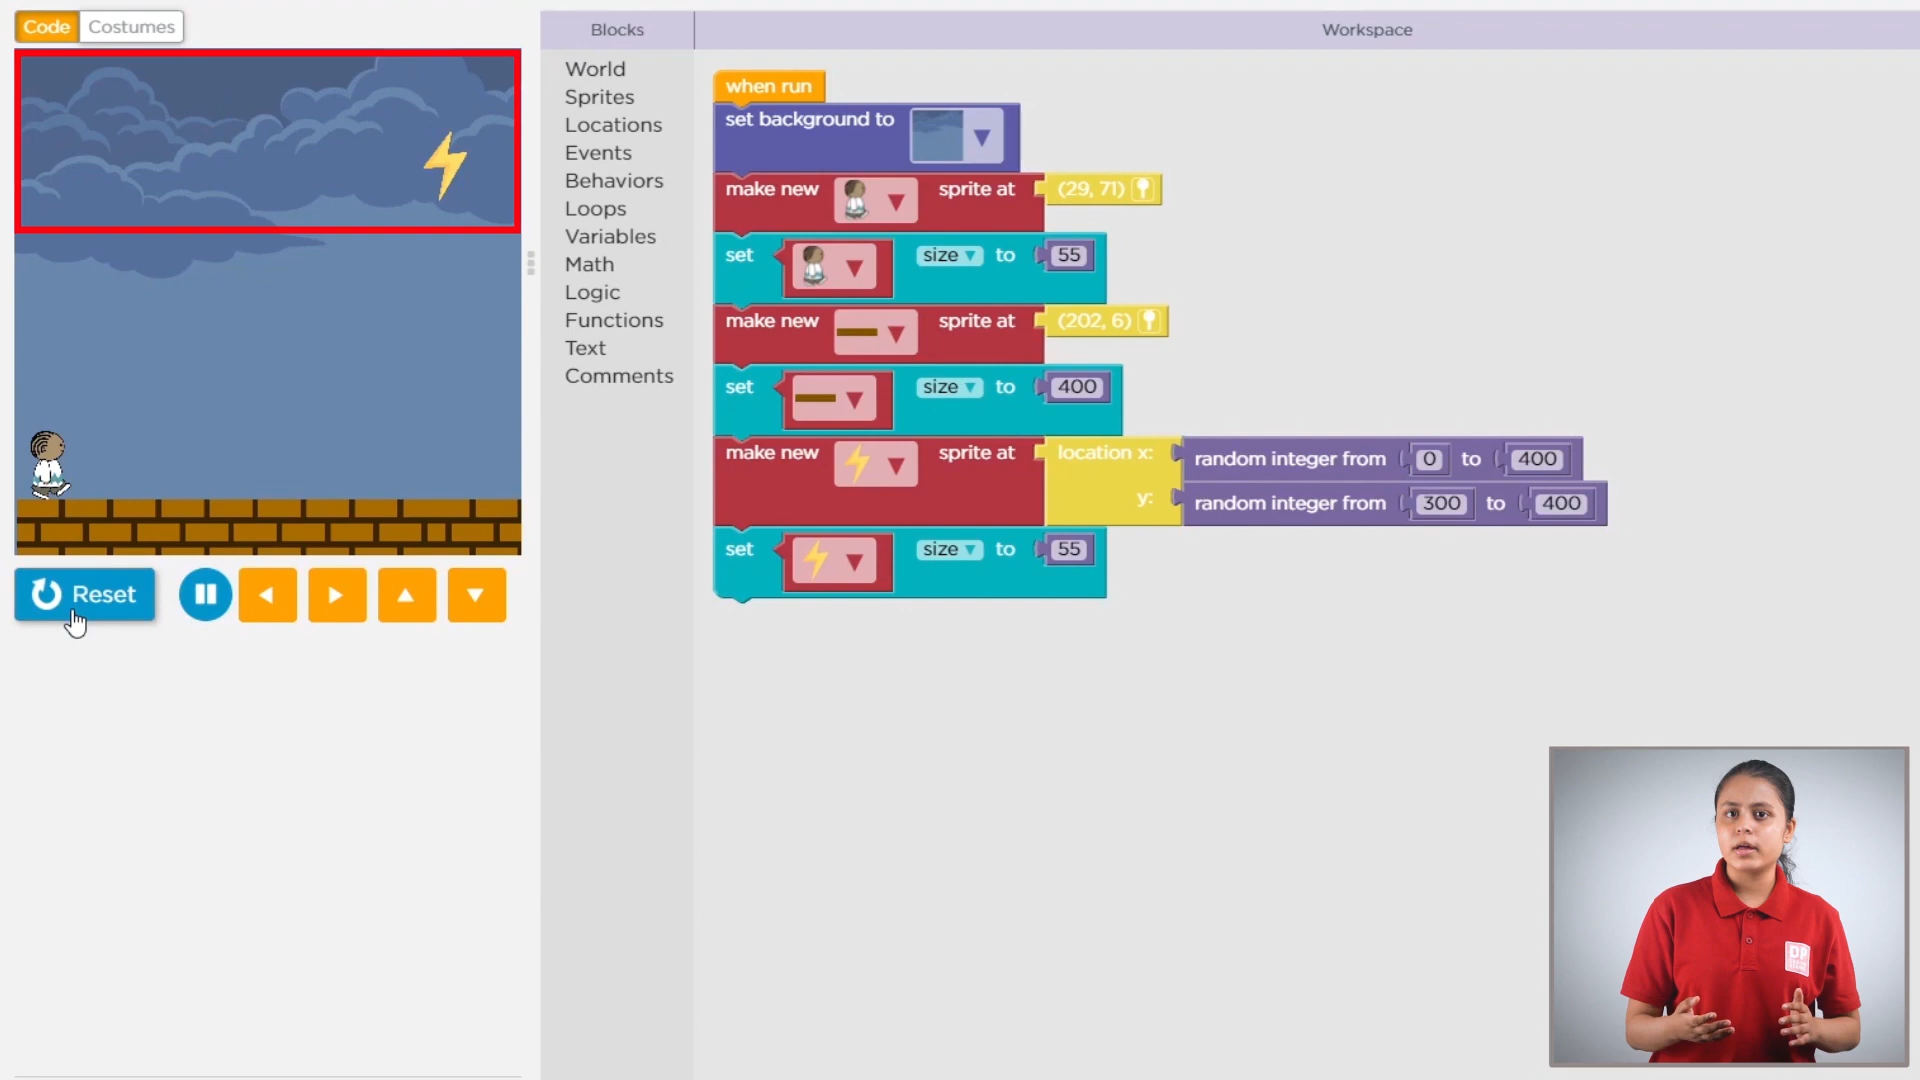 Code Costumes
Blocks
Workspace
World
Sprites
Locations
Events
Behaviors
Loops
Variables
Math
Logic
Functions
Text
Comments
when run
set background to
make new sprite at (29, 71)
set size to 55
make new sprite at (202, 6)
set size to 400
make new sprite at location x: random integer from 0 to 400
y: random integer from 300 to 400
set size to 55
Reset
DP